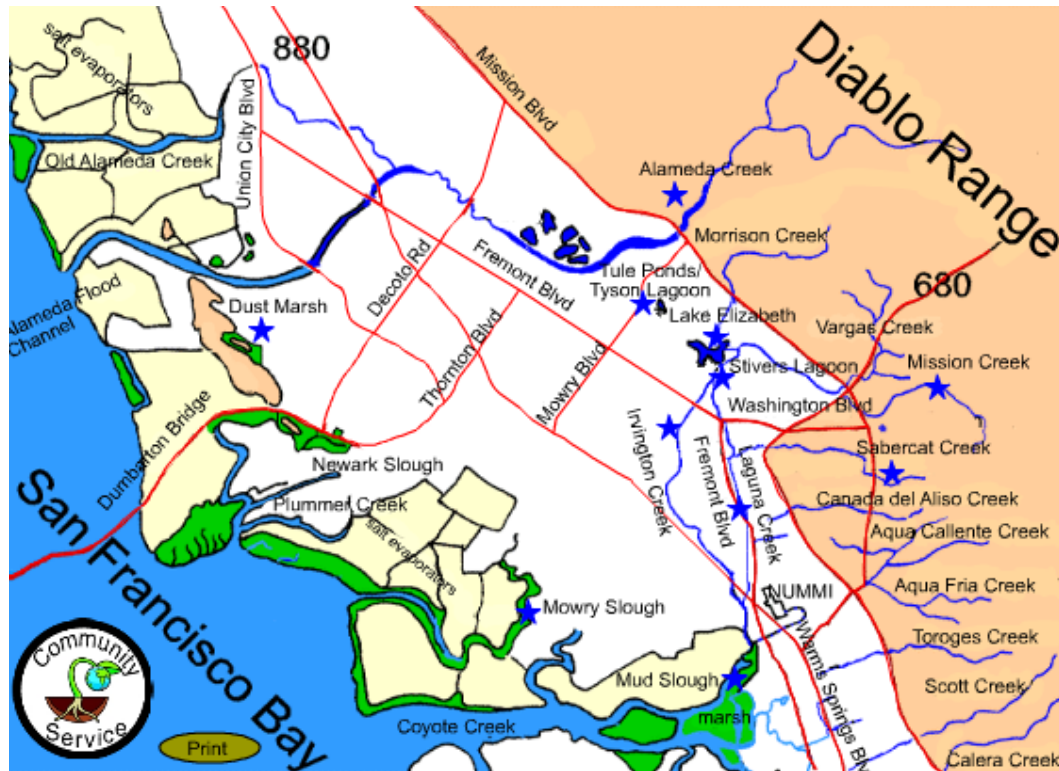 salt evaporators
880
Mission Blvd
Diablo Range
Union City Blvd
Old Alameda Creek
Alameda Creek
Morrison Creek
Decoto Rd
Fremont Blvd
Tule Ponds/
Tyson Lagoon
680
Alameda Flood
Channel
Dust Marsh
Lake Elizabeth
Vargas Creek
Thornton Blvd
Mowry Blvd
Stivers Lagoon
Mission Creek
Dumbarton Bridge
Washington Blvd
Irvington Creek
Fremont Blvd
Laguna Creek
Sabercat Creek
Newark Slough
Plummer Creek
salt evaporators
Canada del Aliso Creek
Aqua Callente Creek
San Francisco Bay
NUMMI
Aqua Fria Creek
Mowry Slough
Toroges Creek
Warms Springs Blv
Community
Service
Mud Slough
Scott Creek
Coyote Creek
marsh
Print
Calera Creek